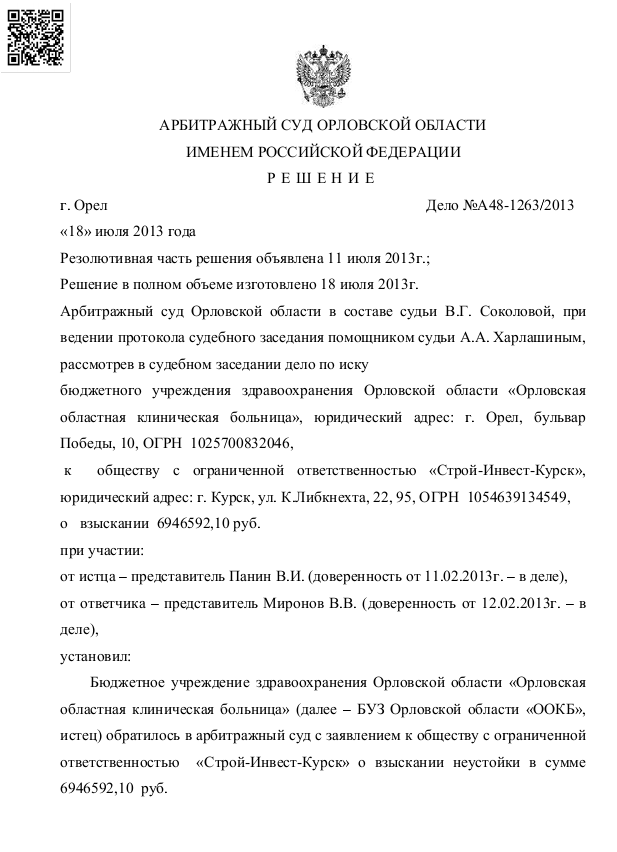 АРБИТРАЖНЫЙ СУД ОРЛОВСКОЙ ОБЛАСТИ
ИМЕНЕМ РОССИЙСКОЙ ФЕДЕРАЦИИ
Р Е Ш Е Н И Е
г. Орел Дело №А48-1263/2013
«18» июля 2013 года
Резолютивная часть решения объявлена 11 июля 2013г.;
Решение в полном объеме изготовлено 18 июля 2013г.
Арбитражный суд Орловской области в составе судьи В.Г. Соколовой, при
ведении протокола судебного заседания помощником судьи А.А. Харлашиным,
рассмотрев в судебном заседании дело по иску
бюджетного учреждения здравоохранения Орловской области «Орловская
областная клиническая больница», юридический адрес: г. Орел, бульвар
Победы, 10, ОГРН 1025700832046,
к обществу с ограниченной ответственностью «Строй-Инвест-Курск»,
юридический адрес: г. Курск, ул. К.Либкнехта, 22, 95, ОГРН 1054639134549,
о взыскании 6946592,10 руб.
при участии:
от истца – представитель Панин В.И. (доверенность от 11.02.2013г. – в деле),
от ответчика – представитель Миронов В.В. (доверенность от 12.02.2013г. – в
деле),
установил:
Бюджетное учреждение здравоохранения Орловской области «Орловская
областная клиническая больница» (далее – БУЗ Орловской области «ООКБ»,
истец) обратилось в арбитражный суд с заявлением к обществу с ограниченной
ответственностью «Строй-Инвест-Курск» о взыскании неустойки в сумме
6946592,10 руб.